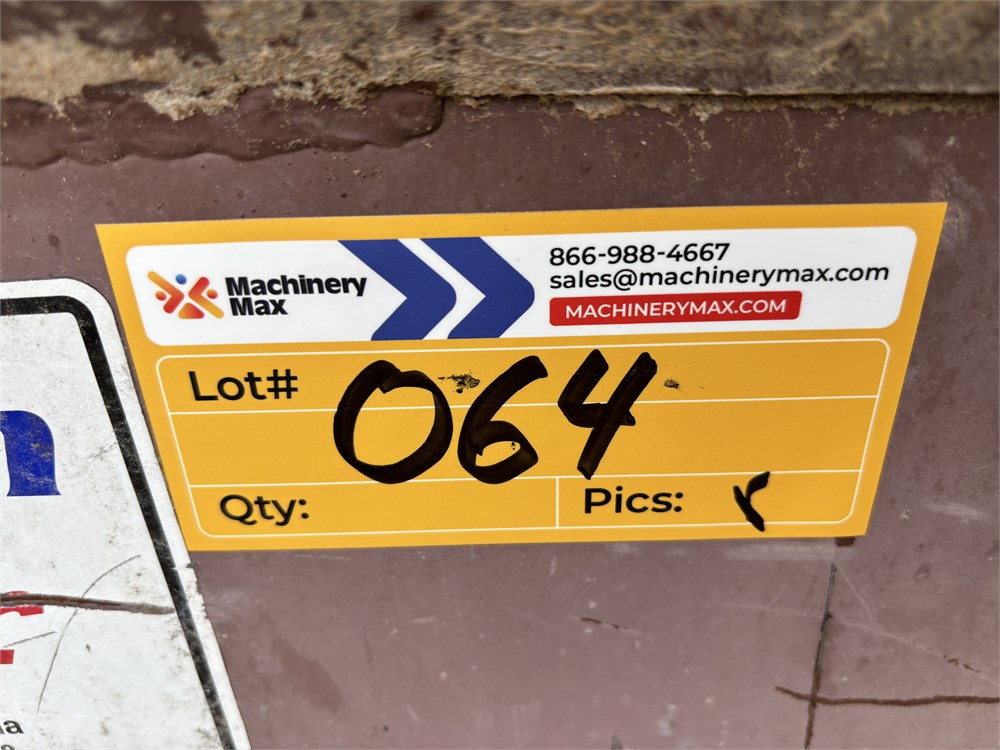 Machinery
Max
866-988-4667
sales@machinerymax.com
MACHINERYMAX.COM
Lot# 064
Qty:
Pics: